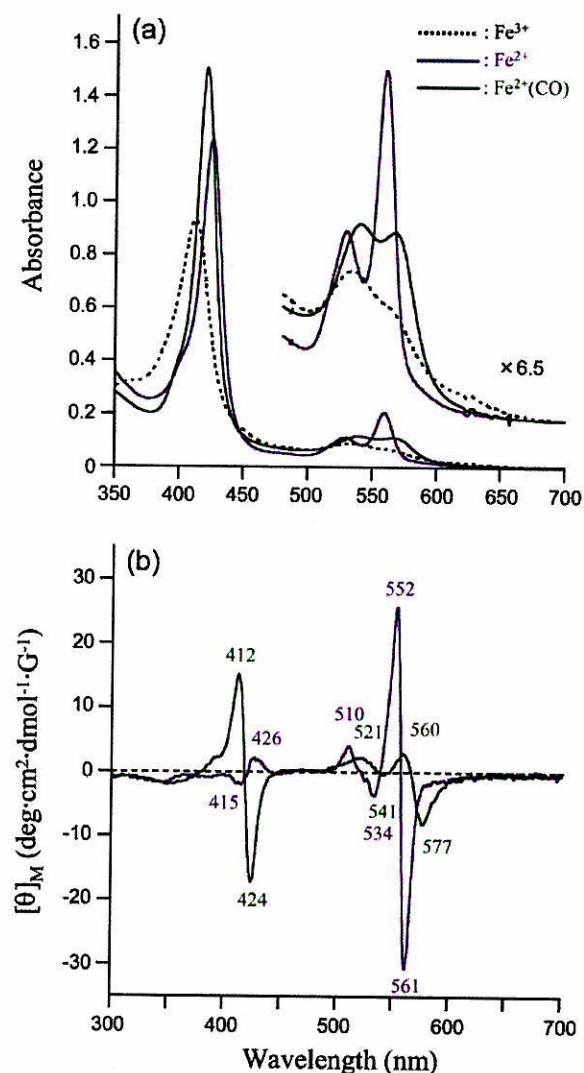 (a)
: Fe³⁺
: Fe²⁺
: Fe²⁺(CO)
1.6
1.4
1.2
1.0
0.8
0.6
0.4
0.2
0
Absorbance
×6.5
350 400 450 500 550 600 650 700
(b)
30
20
10
0
-10
-20
-30
[θ]M (deg·cm²·dmol⁻¹·G⁻¹)
552
412
510
521
560
426
415
541
534
577
424
561
300 400 500 600 700
Wavelength (nm)